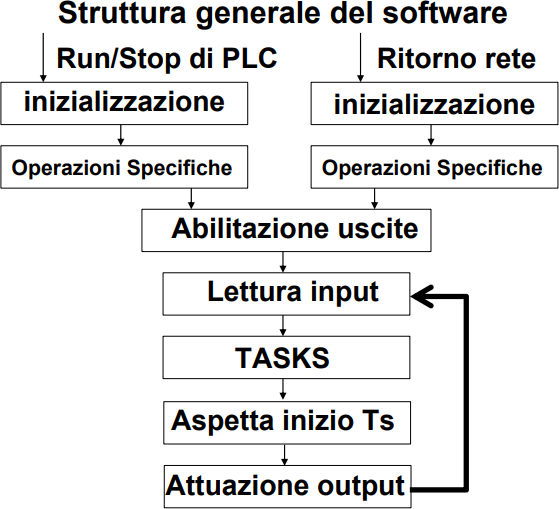 Struttura generale del software
Run/Stop di PLC
Ritorno rete
inizializzazione
inizializzazione
Operazioni Specifiche
Operazioni Specifiche
Abilitazione uscite
Lettura input
TASKS
Aspetta inizio Ts
Attuazione output